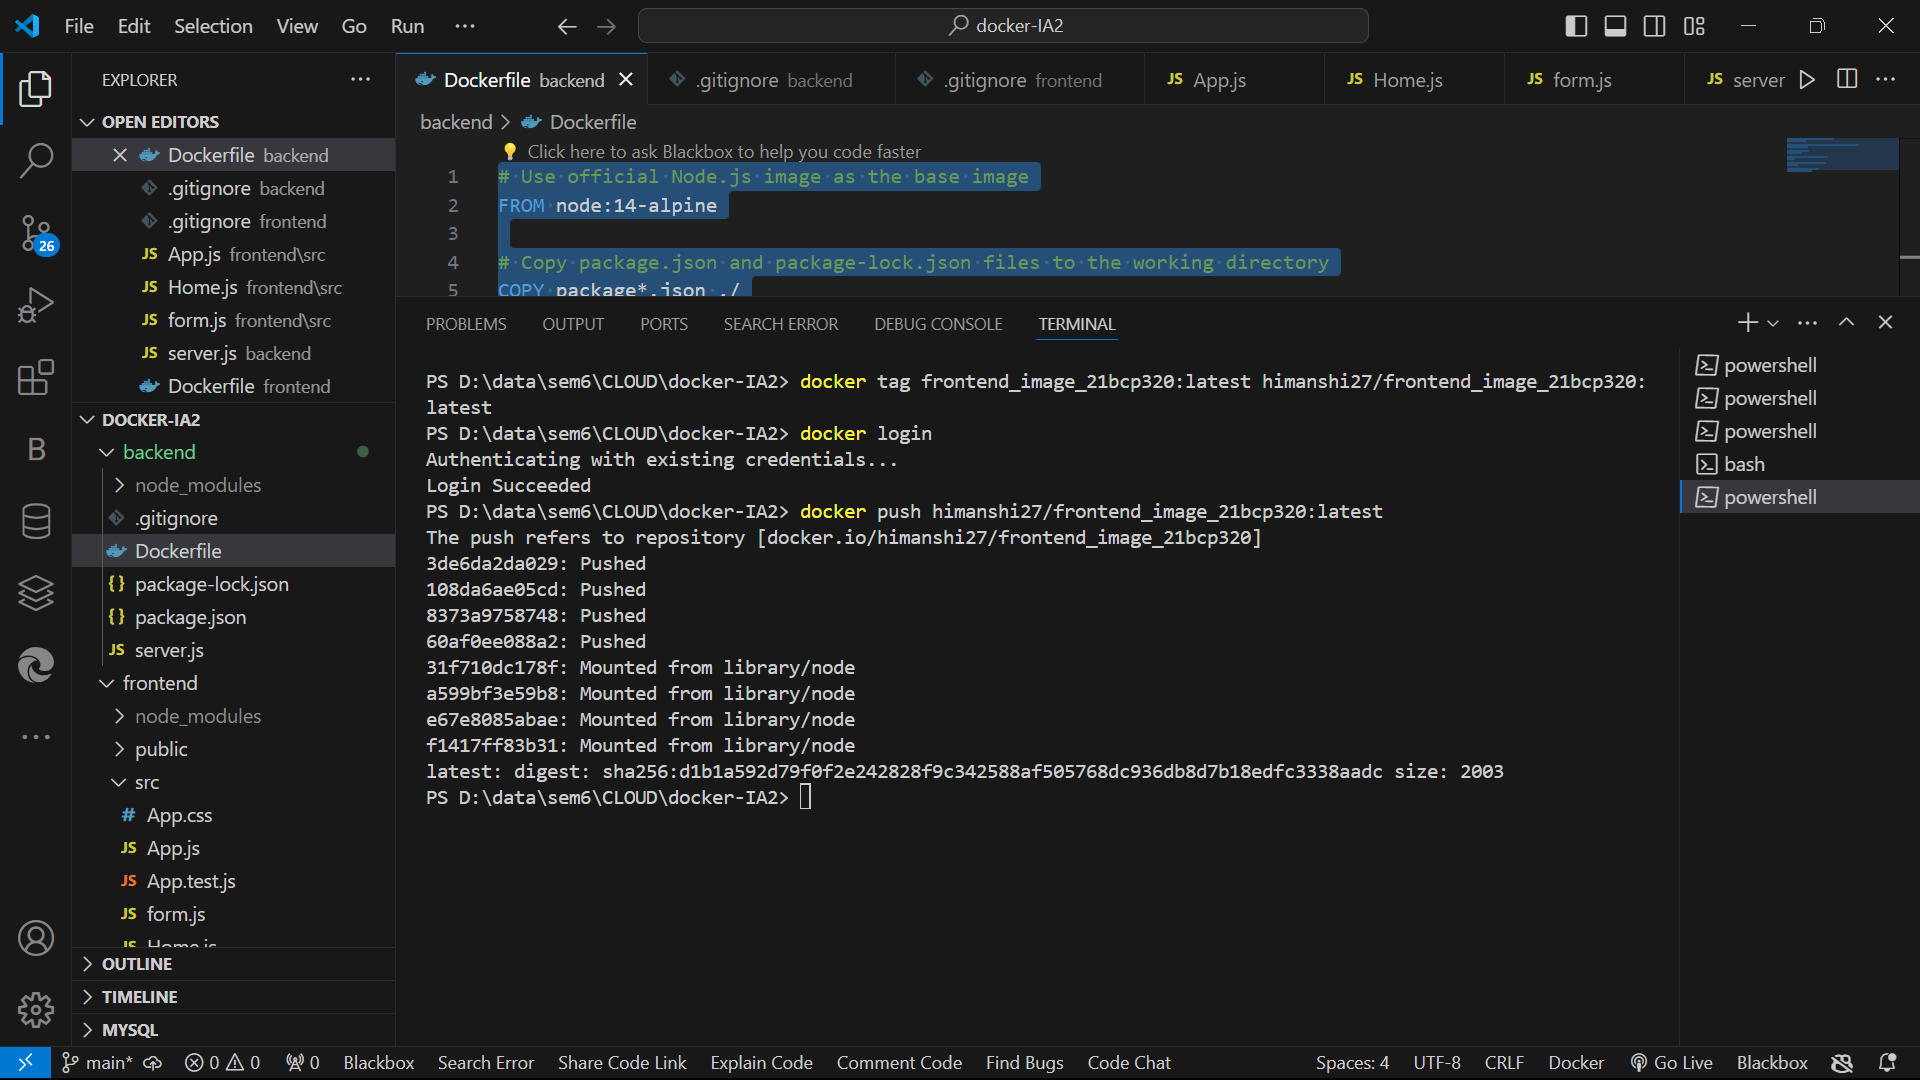 File Edit Selection View Go Run ··· docker-IA2
EXPLORER
OPEN EDITORS
Dockerfile backend
.gitignore backend
.gitignore frontend
JS App.js frontend\src
JS Home.js frontend\src
JS form.js frontend\src
JS server.js backend
Dockerfile frontend
DOCKER-IA2
backend
node_modules
.gitignore
Dockerfile
{} package-lock.json
{} package.json
JS server.js
frontend
node_modules
public
src
# App.css
JS App.js
JS App.test.js
JS form.js
JS Home.js
OUTLINE
TIMELINE
MYSQL
26
B
Dockerfile backend .gitignore backend .gitignore frontend JS App.js JS Home.js JS form.js JS server
backend > Dockerfile
Click here to ask Blackbox to help you code faster
1 # Use official Node.js image as the base image
2 FROM node:14-alpine
3
4 # Copy package.json and package-lock.json files to the working directory
5 COPY package*.json ./
PROBLEMS OUTPUT PORTS SEARCH ERROR DEBUG CONSOLE TERMINAL
PS D:\data\sem6\CLOUD\docker-IA2> docker tag frontend_image_21bcp320:latest himanshi27/frontend_image_21bcp320:
latest
PS D:\data\sem6\CLOUD\docker-IA2> docker login
Authenticating with existing credentials...
Login Succeeded
PS D:\data\sem6\CLOUD\docker-IA2> docker push himanshi27/frontend_image_21bcp320:latest
The push refers to repository [docker.io/himanshi27/frontend_image_21bcp320]
3de6da2da029: Pushed
108da6ae05cd: Pushed
8373a9758748: Pushed
60af0ee088a2: Pushed
31f710dc178f: Mounted from library/node
a599bf3e59b8: Mounted from library/node
e67e8085abae: Mounted from library/node
f1417ff83b31: Mounted from library/node
latest: digest: sha256:d1b1a592d79f0f2e242828f9c342588af505768dc936db8d7b18edfc3338aadc size: 2003
PS D:\data\sem6\CLOUD\docker-IA2>
powershell
powershell
powershell
bash
powershell
main* 0 0 0 Blackbox Search Error Share Code Link Explain Code Comment Code Find Bugs Code Chat Spaces: 4 UTF-8 CRLF Docker Go Live Blackbox